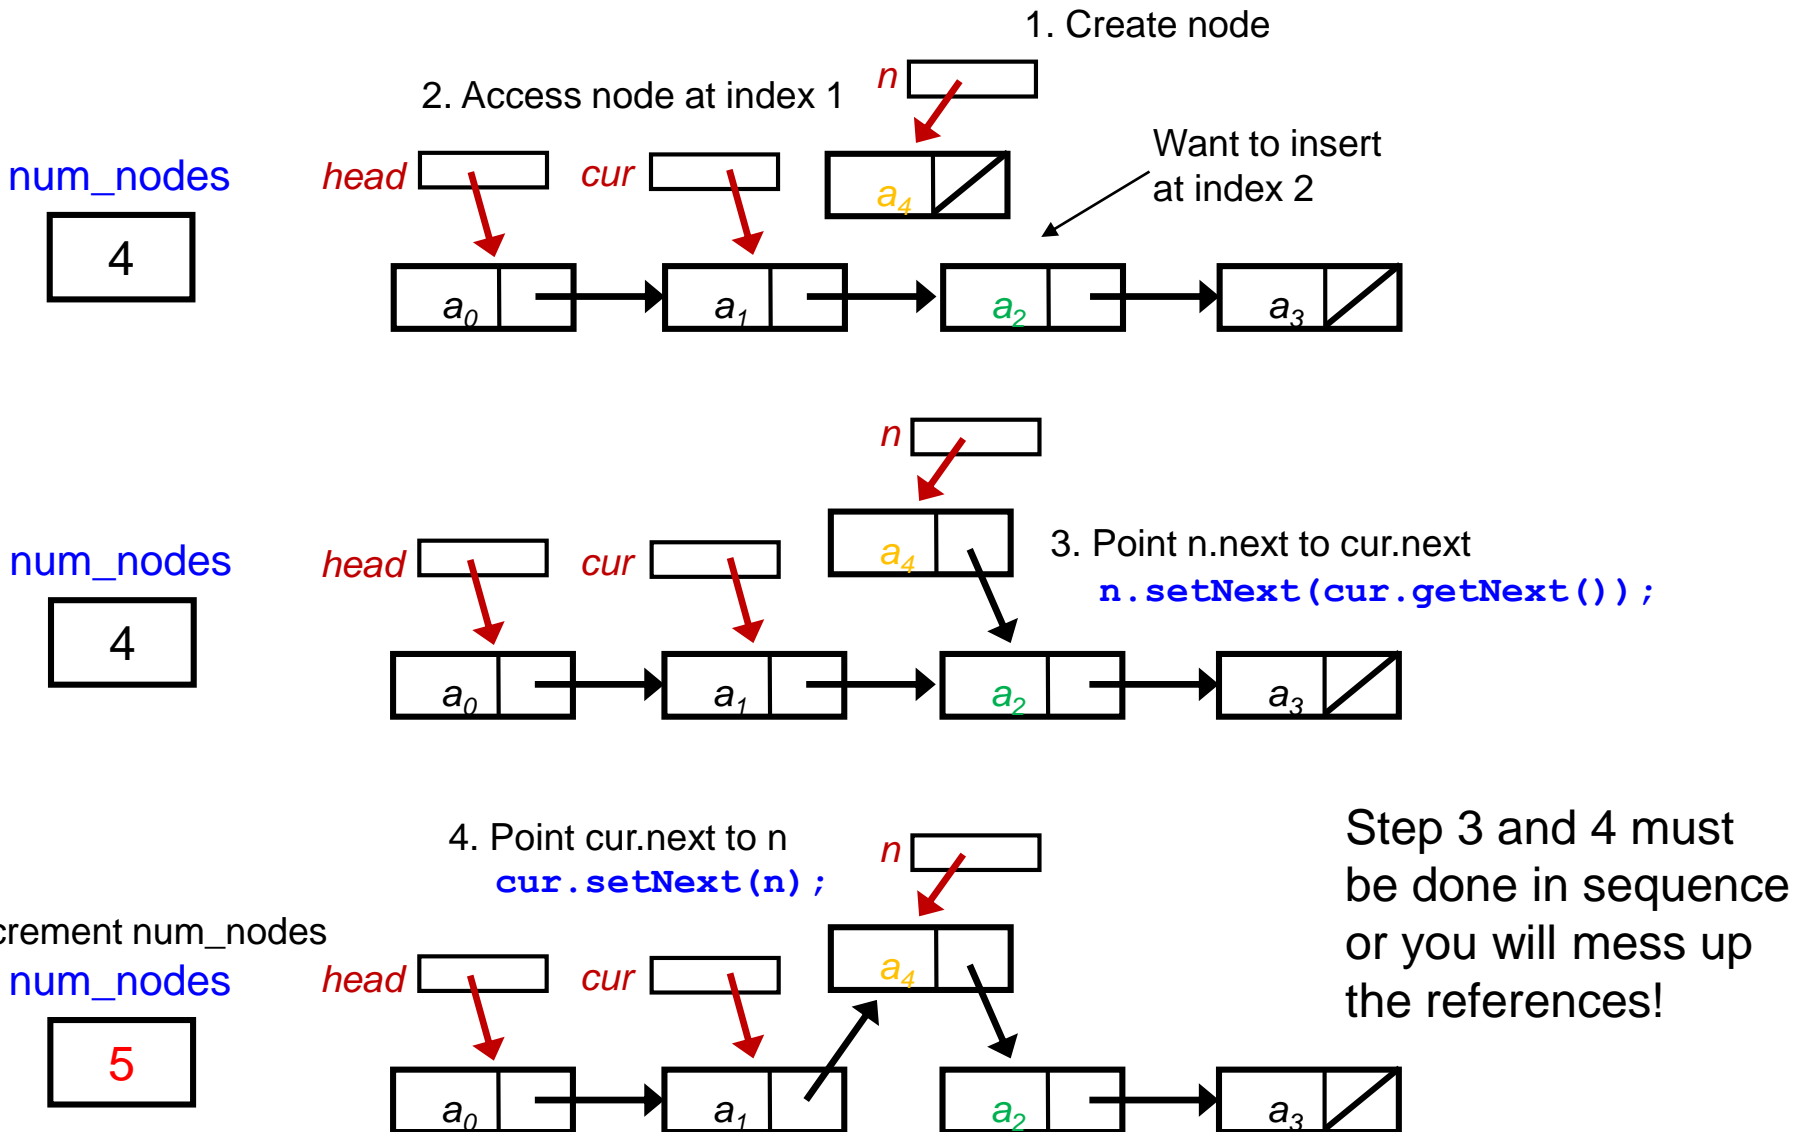 1. Create node
n
2. Access node at index 1
Want to insert
at index 2
num_nodes
head
cur
a4
4
a0
a1
a2
a3
n
3. Point n.next to cur.next
n.setNext(cur.getNext());
num_nodes
head
cur
a4
4
a0
a1
a2
a3
4. Point cur.next to n
cur.setNext(n);
n
Step 3 and 4 must
be done in sequence
or you will mess up
the references!
crement num_nodes
num_nodes
head
cur
a4
5
a0
a1
a2
a3